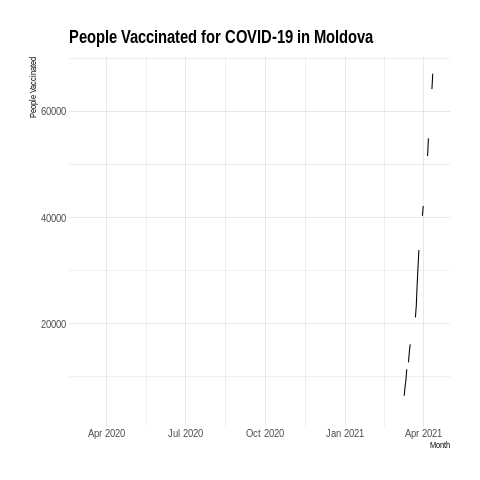 People Vaccinated for COVID-19 in Moldova
People Vaccinated
60000
40000
20000
Apr 2020 Jul 2020 Oct 2020 Jan 2021 Apr 2021
Month